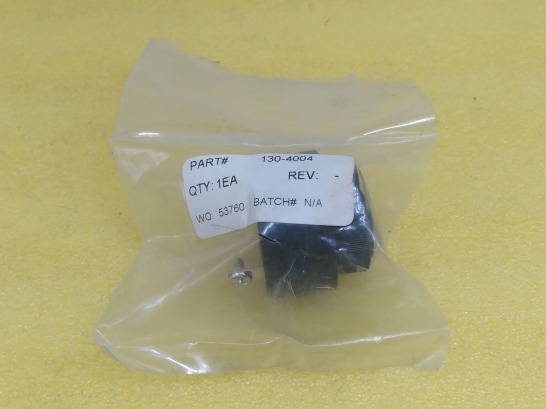 PART# 130-4004
QTY: 1EA REV: -
WO: 53760 BATCH# N/A